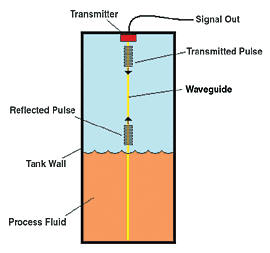 Transmitter
Signal Out
Transmitted Pulse
Waveguide
Reflected Pulse
Tank Wall
Process Fluid